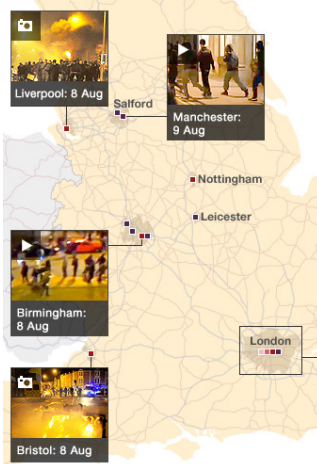 Liverpool: 8 Aug
Salford
Manchester:
9 Aug
Nottingham
Leicester
Birmingham:
8 Aug
London
Bristol: 8 Aug